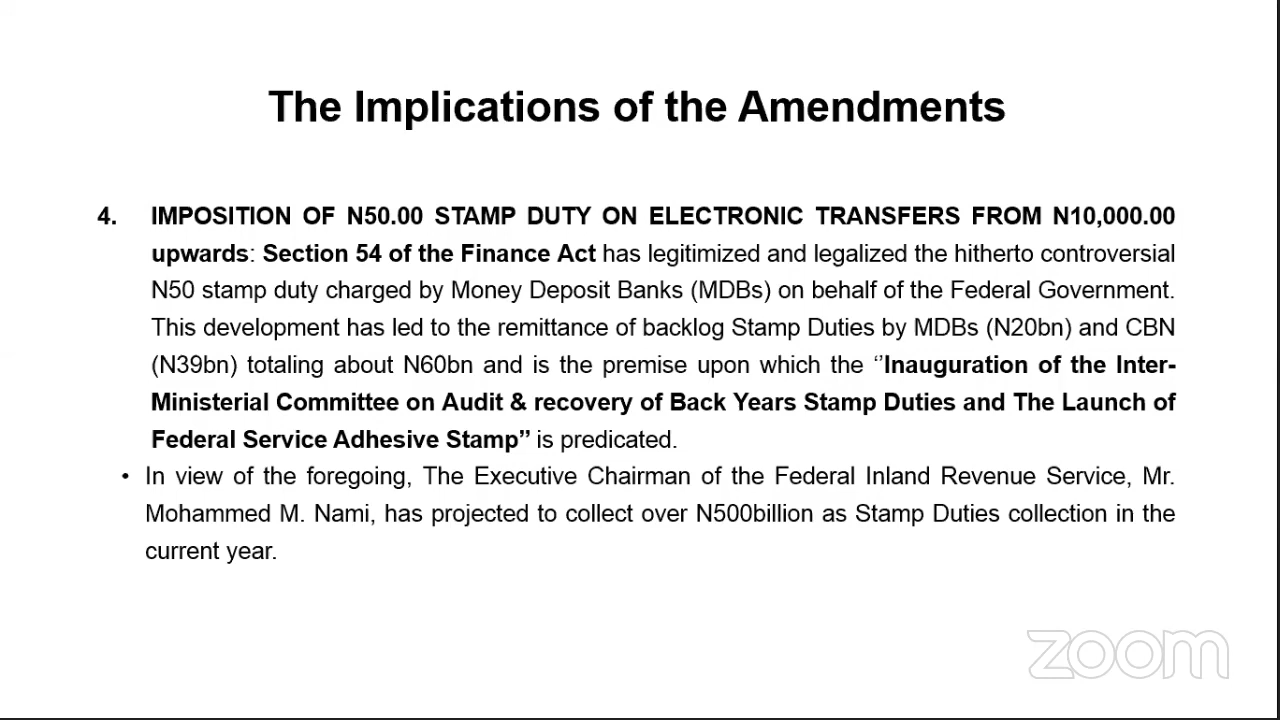 The Implications of the Amendments
4. IMPOSITION OF N50.00 STAMP DUTY ON ELECTRONIC TRANSFERS FROM N10,000.00
upwards: Section 54 of the Finance Act has legitimized and legalized the hitherto controversial
N50 stamp duty charged by Money Deposit Banks (MDBs) on behalf of the Federal Government.
This development has led to the remittance of backlog Stamp Duties by MDBs (N20bn) and CBN
(N39bn) totaling about N60bn and is the premise upon which the ‘’Inauguration of the Inter-
Ministerial Committee on Audit & recovery of Back Years Stamp Duties and The Launch of
Federal Service Adhesive Stamp’’ is predicated.
• In view of the foregoing, The Executive Chairman of the Federal Inland Revenue Service, Mr.
Mohammed M. Nami, has projected to collect over N500billion as Stamp Duties collection in the
current year.
zoom